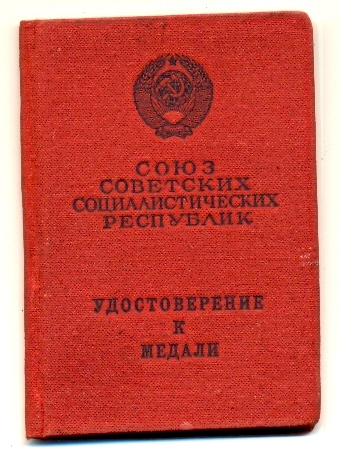 СОЮЗ
СОВЕТСКИХ
СОЦИАЛИСТИЧЕСКИХ
РЕСПУБЛИК
УДОСТОВЕРЕНИЕ
К
МЕДАЛИ